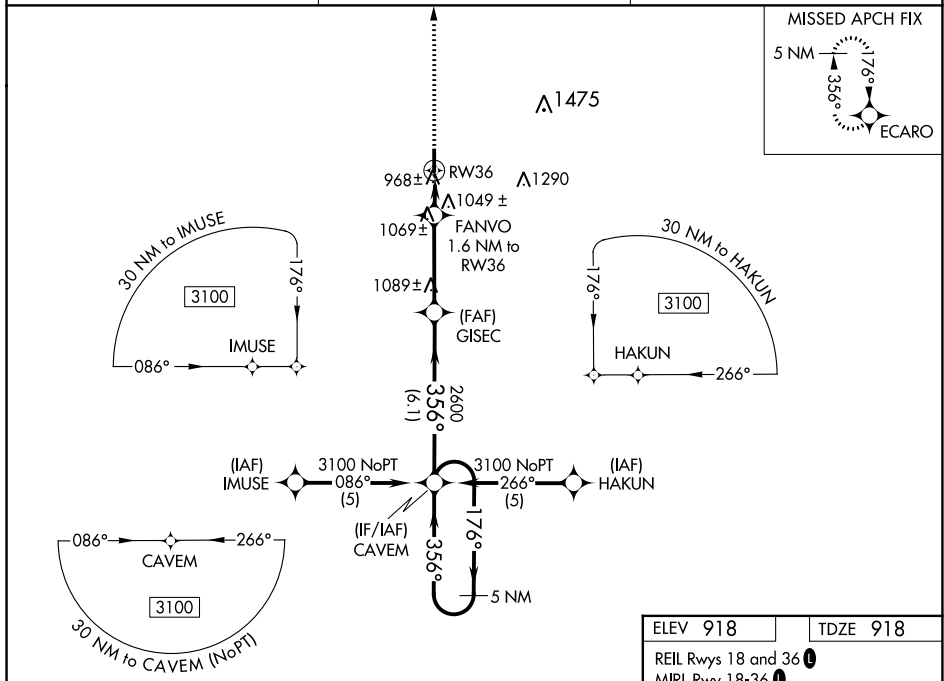 MISSED APCH FIX
5 NM
176°
356°
ECARO
1475
968± RW36
1290
1049 ±
1069±
FANVO
1.6 NM to
RW36
30 NM to IMUSE
176°
3100
IMUSE
086°
30 NM to HAKUN
176°
3100
HAKUN
266°
1089±
(FAF)
GISEC
2600
356°
(6.1)
(IAF)
IMUSE
3100 NoPT
086°
(5)
3100 NoPT
266°
(5)
(IAF)
HAKUN
(IF/IAF)
CAVEM
356°
176°
5 NM
086°
266°
CAVEM
3100
30 NM to CAVEM (NoPT)
ELEV 918
TDZE 918
REIL Rwys 18 and 36 L
MIRL Rwy 18-36 L